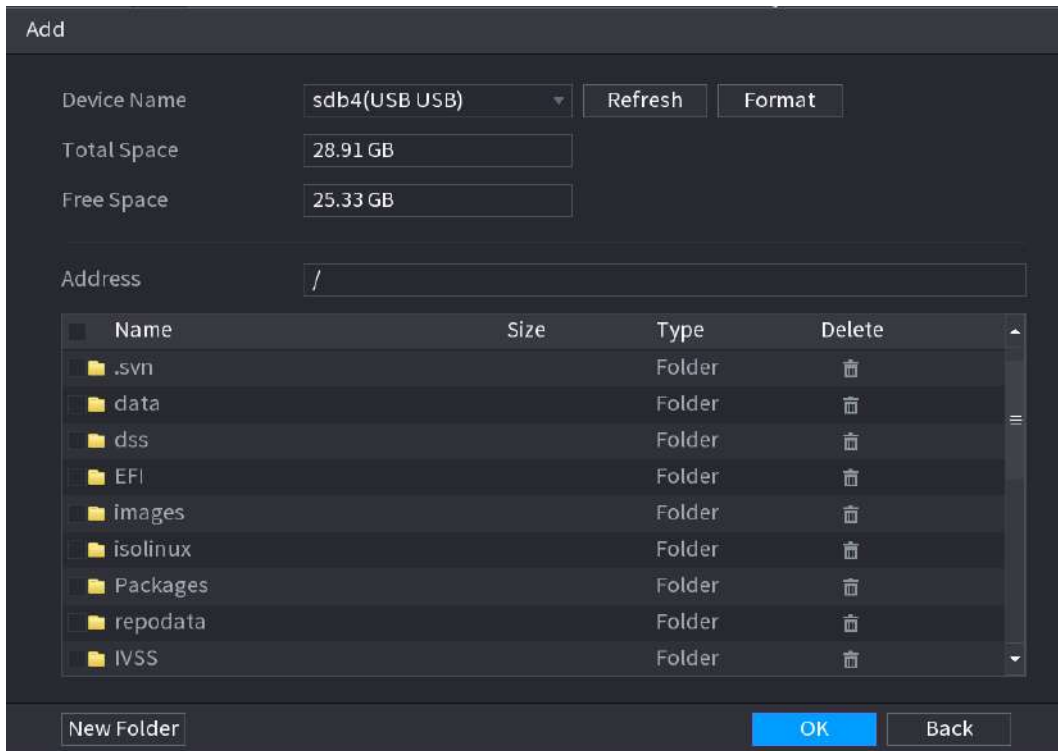 Add
Device Name sdb4(USB USB) Refresh Format
Total Space 28.91 GB
Free Space 25.33 GB
Address /
Name Size Type Delete
.svn Folder
data Folder
dss Folder
EFI Folder
images Folder
isolinux Folder
Packages Folder
repodata Folder
IVSS Folder
New Folder OK Back